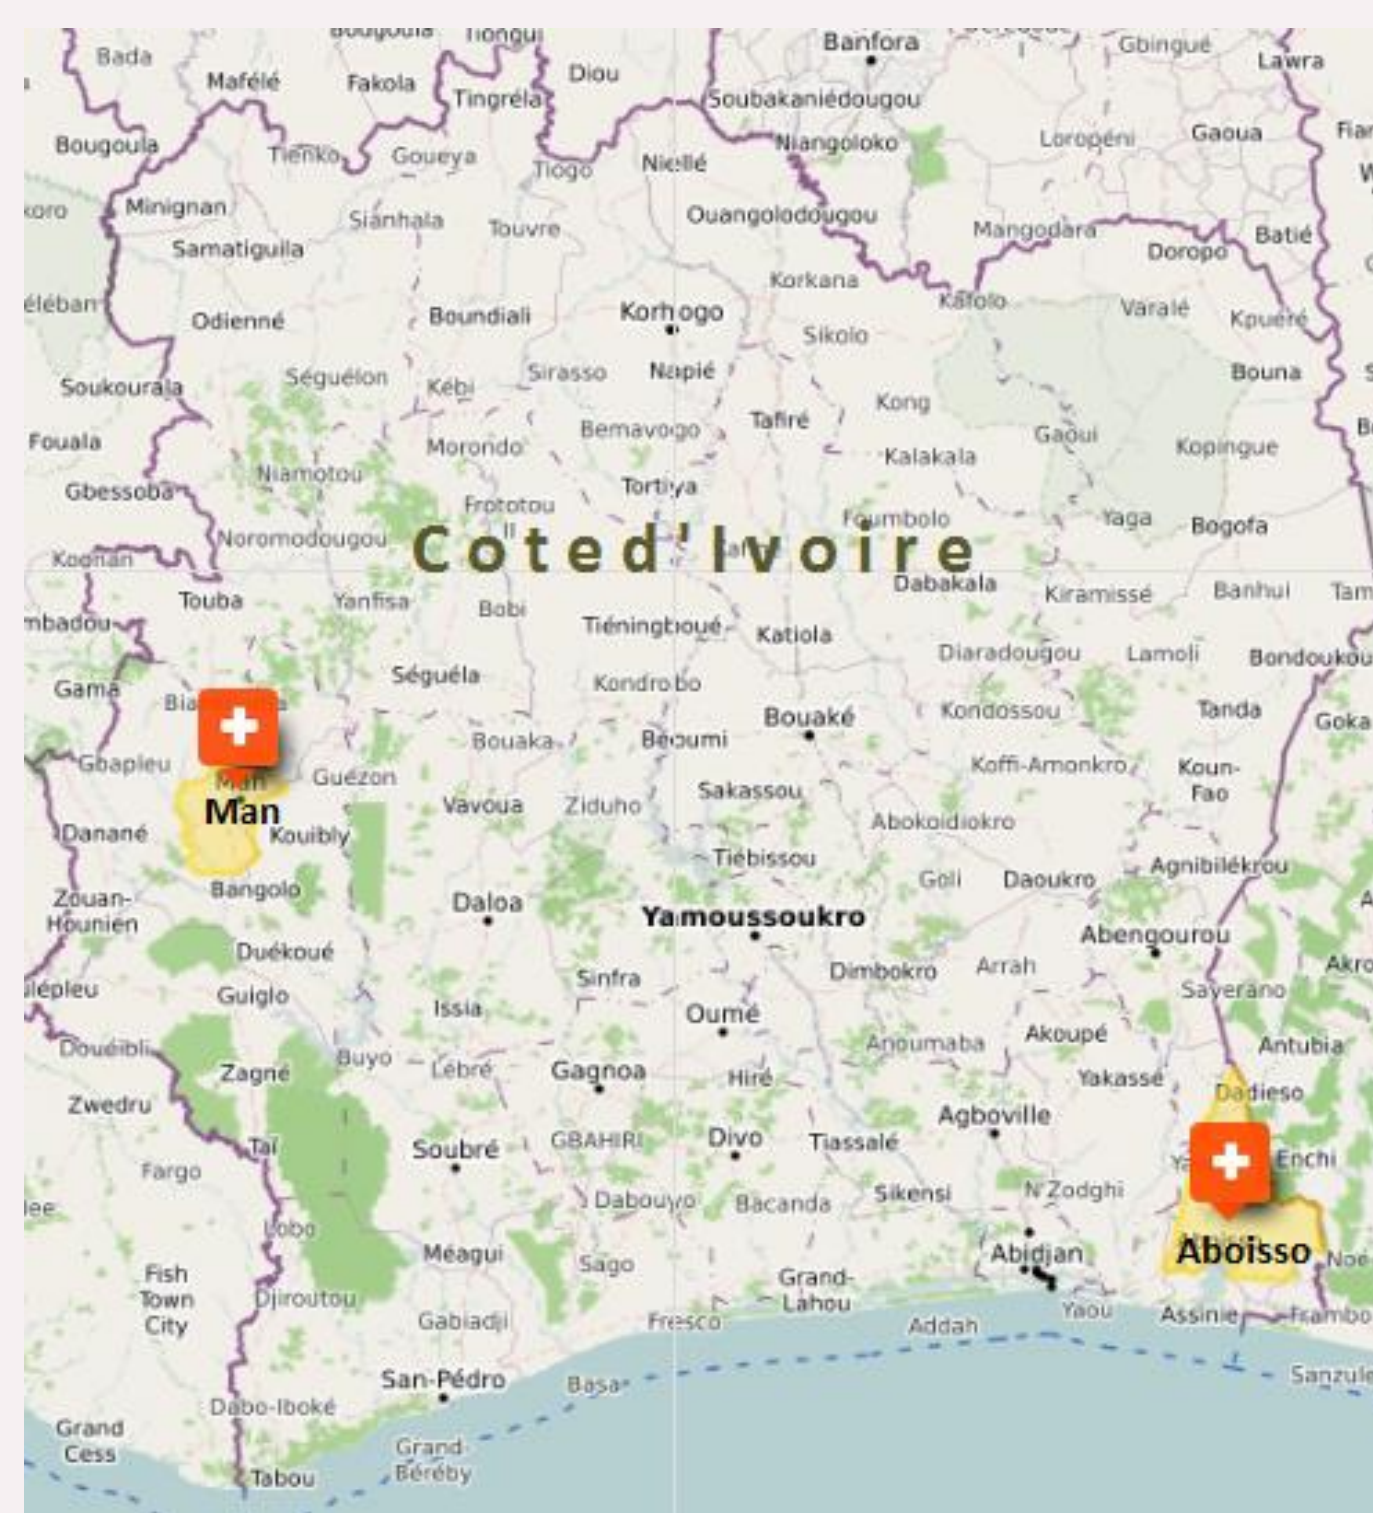 Tiongui
Banfora
Gbingué
Bada
Lawra
Mafélé
Fakola
Diou
Tingréla
Soubakaniédougou
Bougoula
Niangoloko
Loropéni
Gaoua
Tienko
Goueya
Tiogo
Niellé
Minignan
Sianhala
Touvre
Ouangolodougou
Mangodara
Batié
Samatiguila
Doropo
Korkana
Kafolo
Varalé
Kpuéré
Odienné
Boundiali
Korhogo
Sikolo
Soukourala
Séguélon
Kébi
Sirasso
Napié
Bouna
Kong
Fouala
Morondo
Bemavogo
Tafiré
Gaoui
Kopingue
Kalakala
Gbessoba
Niamotou
Tortiya
Frototou
II
Foumbolo
Yaga
Bogofa
Noromodougou
Coted'Ivoire
Koonan
Dabakala
Touba
Yanfisa
Bobi
Kiramissé
Banhui
Tiéningboué
Katiola
Diaradougou
Lamoli
Bondoukou
Gama
Séguéla
Kondrobo
Bouaké
Kondossou
Tanda
Goka
Gbapleu
Man
Guézon
Bouaka
Béoumi
Koffi-Amonkro
Koun-
Fao
Man
Vavoua
Ziduho
Sakassou
Abokoidiokro
Danané
Kouibly
Tiébissou
Agnibilékrou
Bangolo
Goli
Daoukro
Zouan-
Hounien
Daloa
Yamoussoukro
Abengourou
Duékoué
Sinfra
Dimbokro
Arrah
Guiglo
Issia
Sayerano
Oumé
Akoupé
Anoumaba
Antubia
Douéibli
Buyo
Lébré
Zagné
Gagnoa
Hiré
Yakassé
Dadieso
Zwedru
Agboville
Taï
Soubré
GBAHIRI
Divo
Tiassalé
Enchi
Fargo
Dabouyo
Bacanda
Sikensi
N'Zodghi
Lobo
Méagui
Sago
Abidjan
Aboisso
Fish
Town
City
Djiroutou
Grand-
Lahou
Gabiadji
Fresco
Addah
Yaou
Assinie
San-Pédro
Basa
Dabo-Iboké
Grand
Cess
Grand
Béréby
Tabou